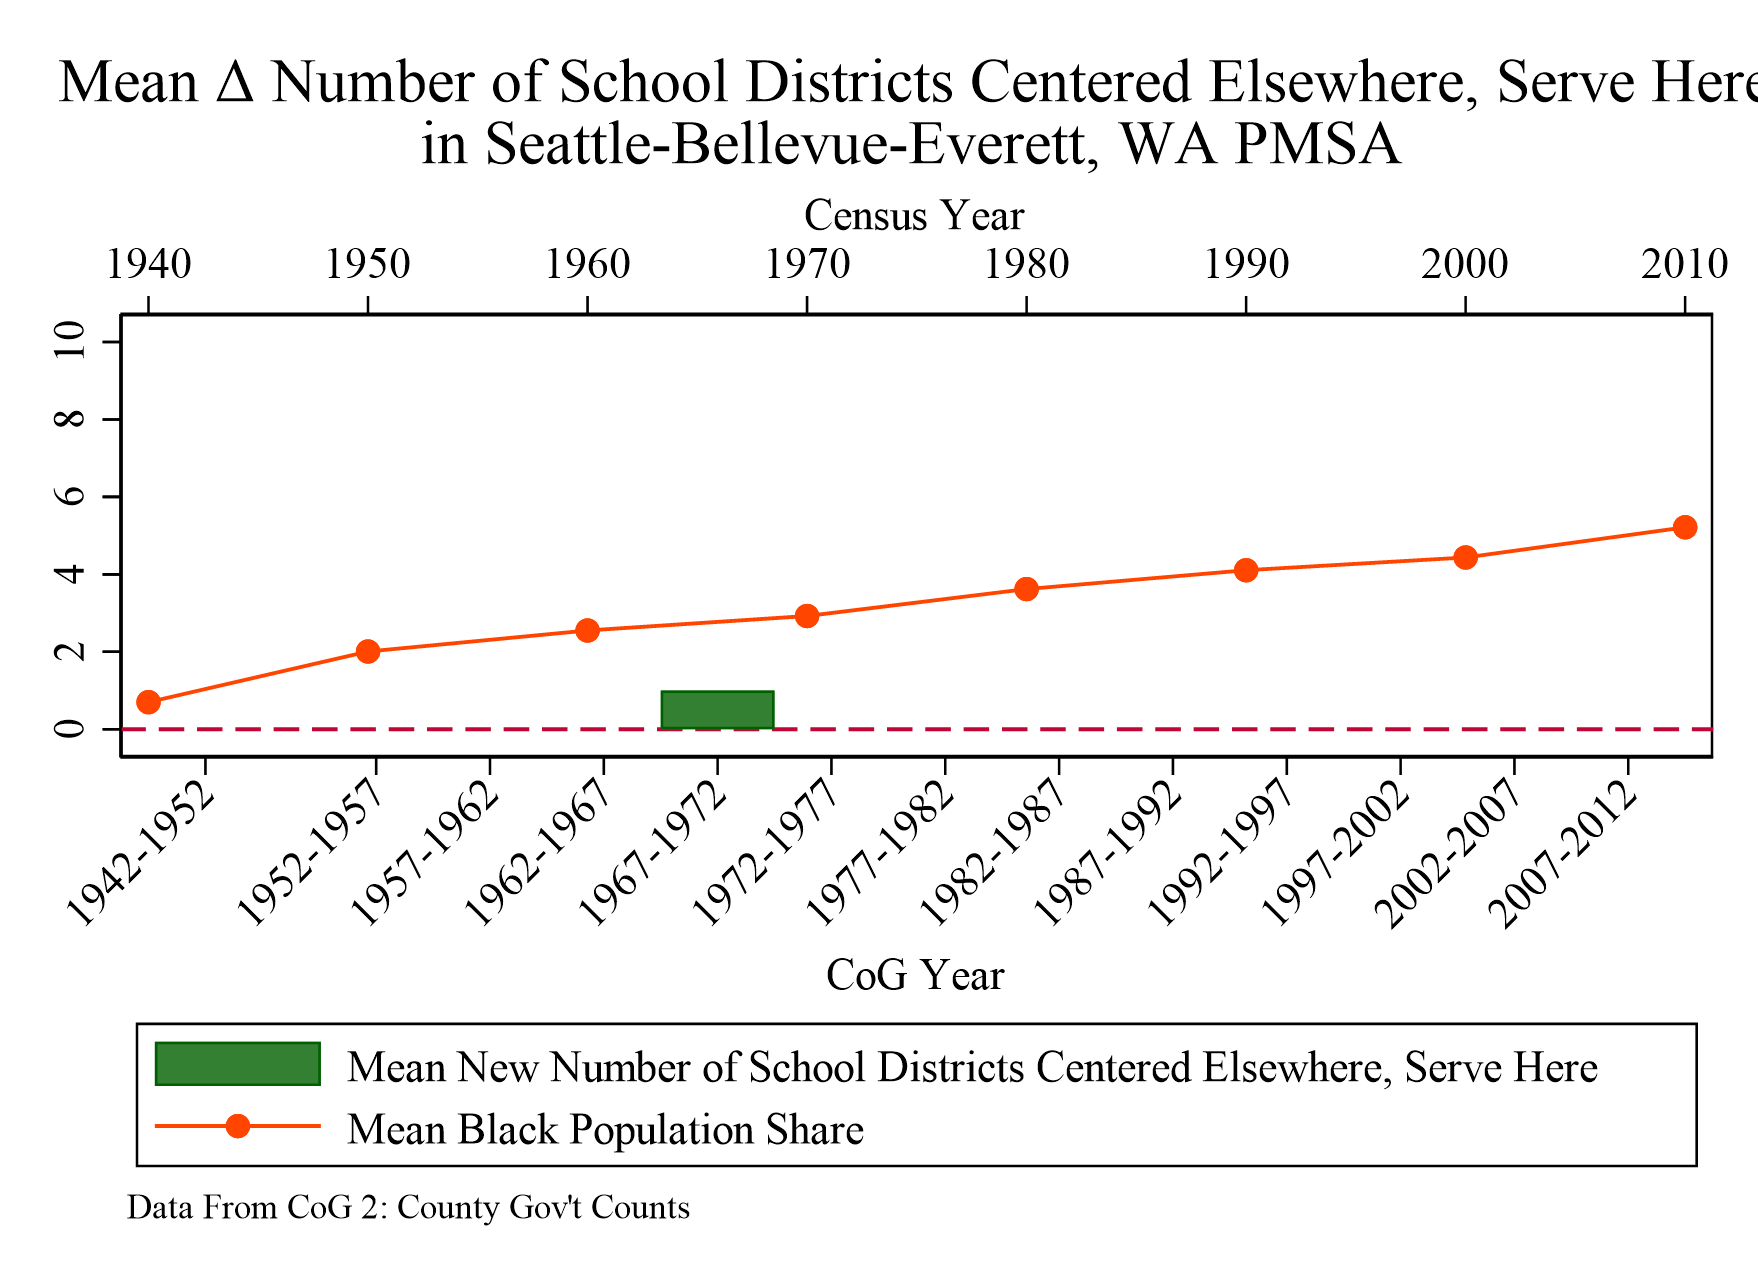 Mean Δ Number of School Districts Centered Elsewhere, Serve Here
in Seattle-Bellevue-Everett, WA PMSA
Census Year
1940 1950 1960 1970 1980 1990 2000 2010
10
8
6
4
2
0
1942-1952 1952-1957 1957-1962 1962-1967 1967-1972 1972-1977 1977-1982 1982-1987 1987-1992 1992-1997 1997-2002 2002-2007 2007-2012
CoG Year
Mean New Number of School Districts Centered Elsewhere, Serve Here
Mean Black Population Share
Data From CoG 2: County Gov't Counts